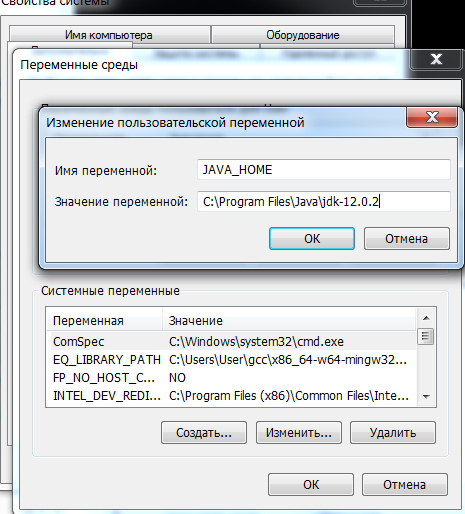 Свойства системы
Имя компьютера
Оборудование
Переменные среды
Изменение пользовательской переменной
Имя переменной:
JAVA_HOME
Значение переменной:
C:\Program Files\Java\jdk-12.0.2
ОК
Отмена
Системные переменные
Переменная Значение
ComSpec C:\Windows\system32\cmd.exe
EQ_LIBRARY_PATH C:\Users\User\gcc\x86_64-w64-mingw32...
FP_NO_HOST_C... NO
INTEL_DEV_REDI... C:\Program Files (x86)\Common Files\Inte...
Создать... Изменить... Удалить
ОК Отмена